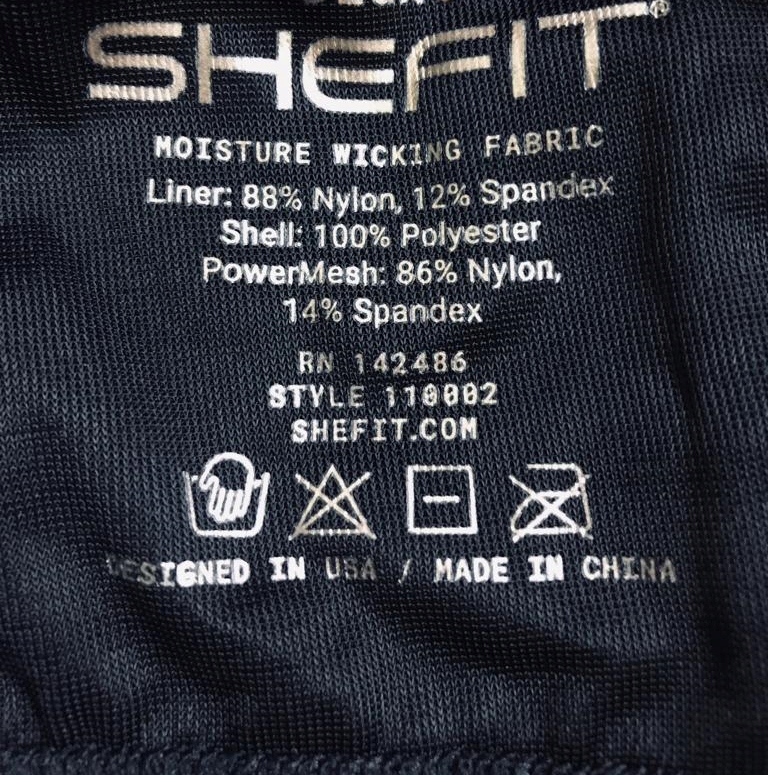 SHEFIT®
MOISTURE WICKING FABRIC
Liner: 88% Nylon, 12% Spandex
Shell: 100% Polyester
PowerMesh: 86% Nylon,
14% Spandex
RN 142486
STYLE 110002
SHEFIT.COM
DESIGNED IN USA / MADE IN CHINA